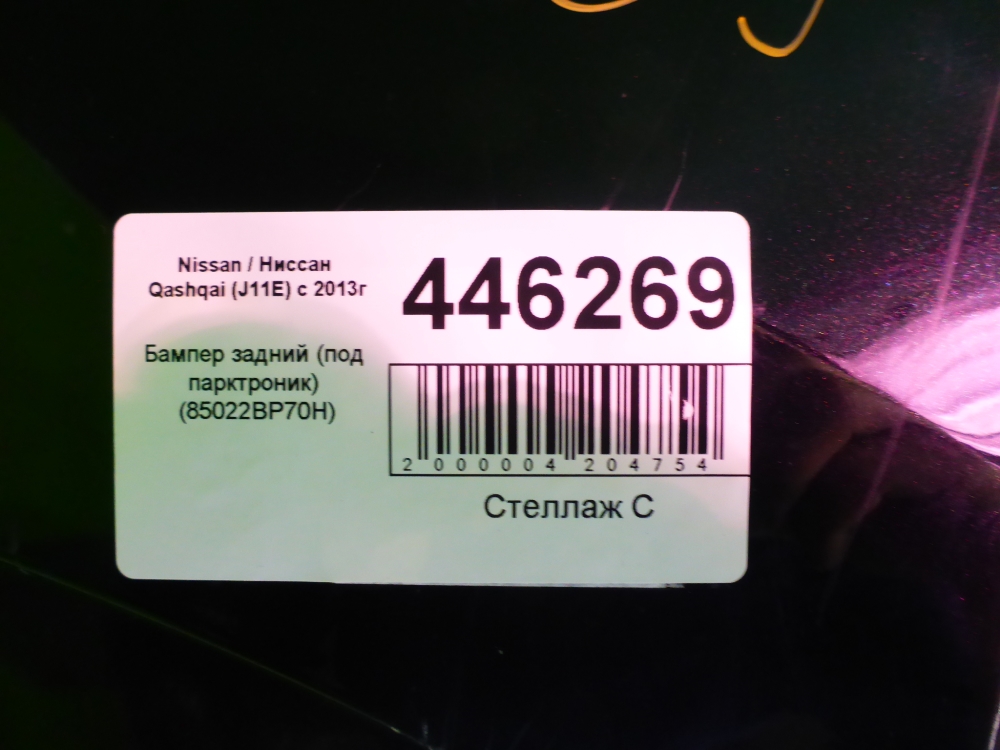 Nissan / Ниссан
Qashqai (J11E) с 2013г
446269
Бампер задний (под
парктроник)
(85022BP70H)
2 000004 204754
Стеллаж С